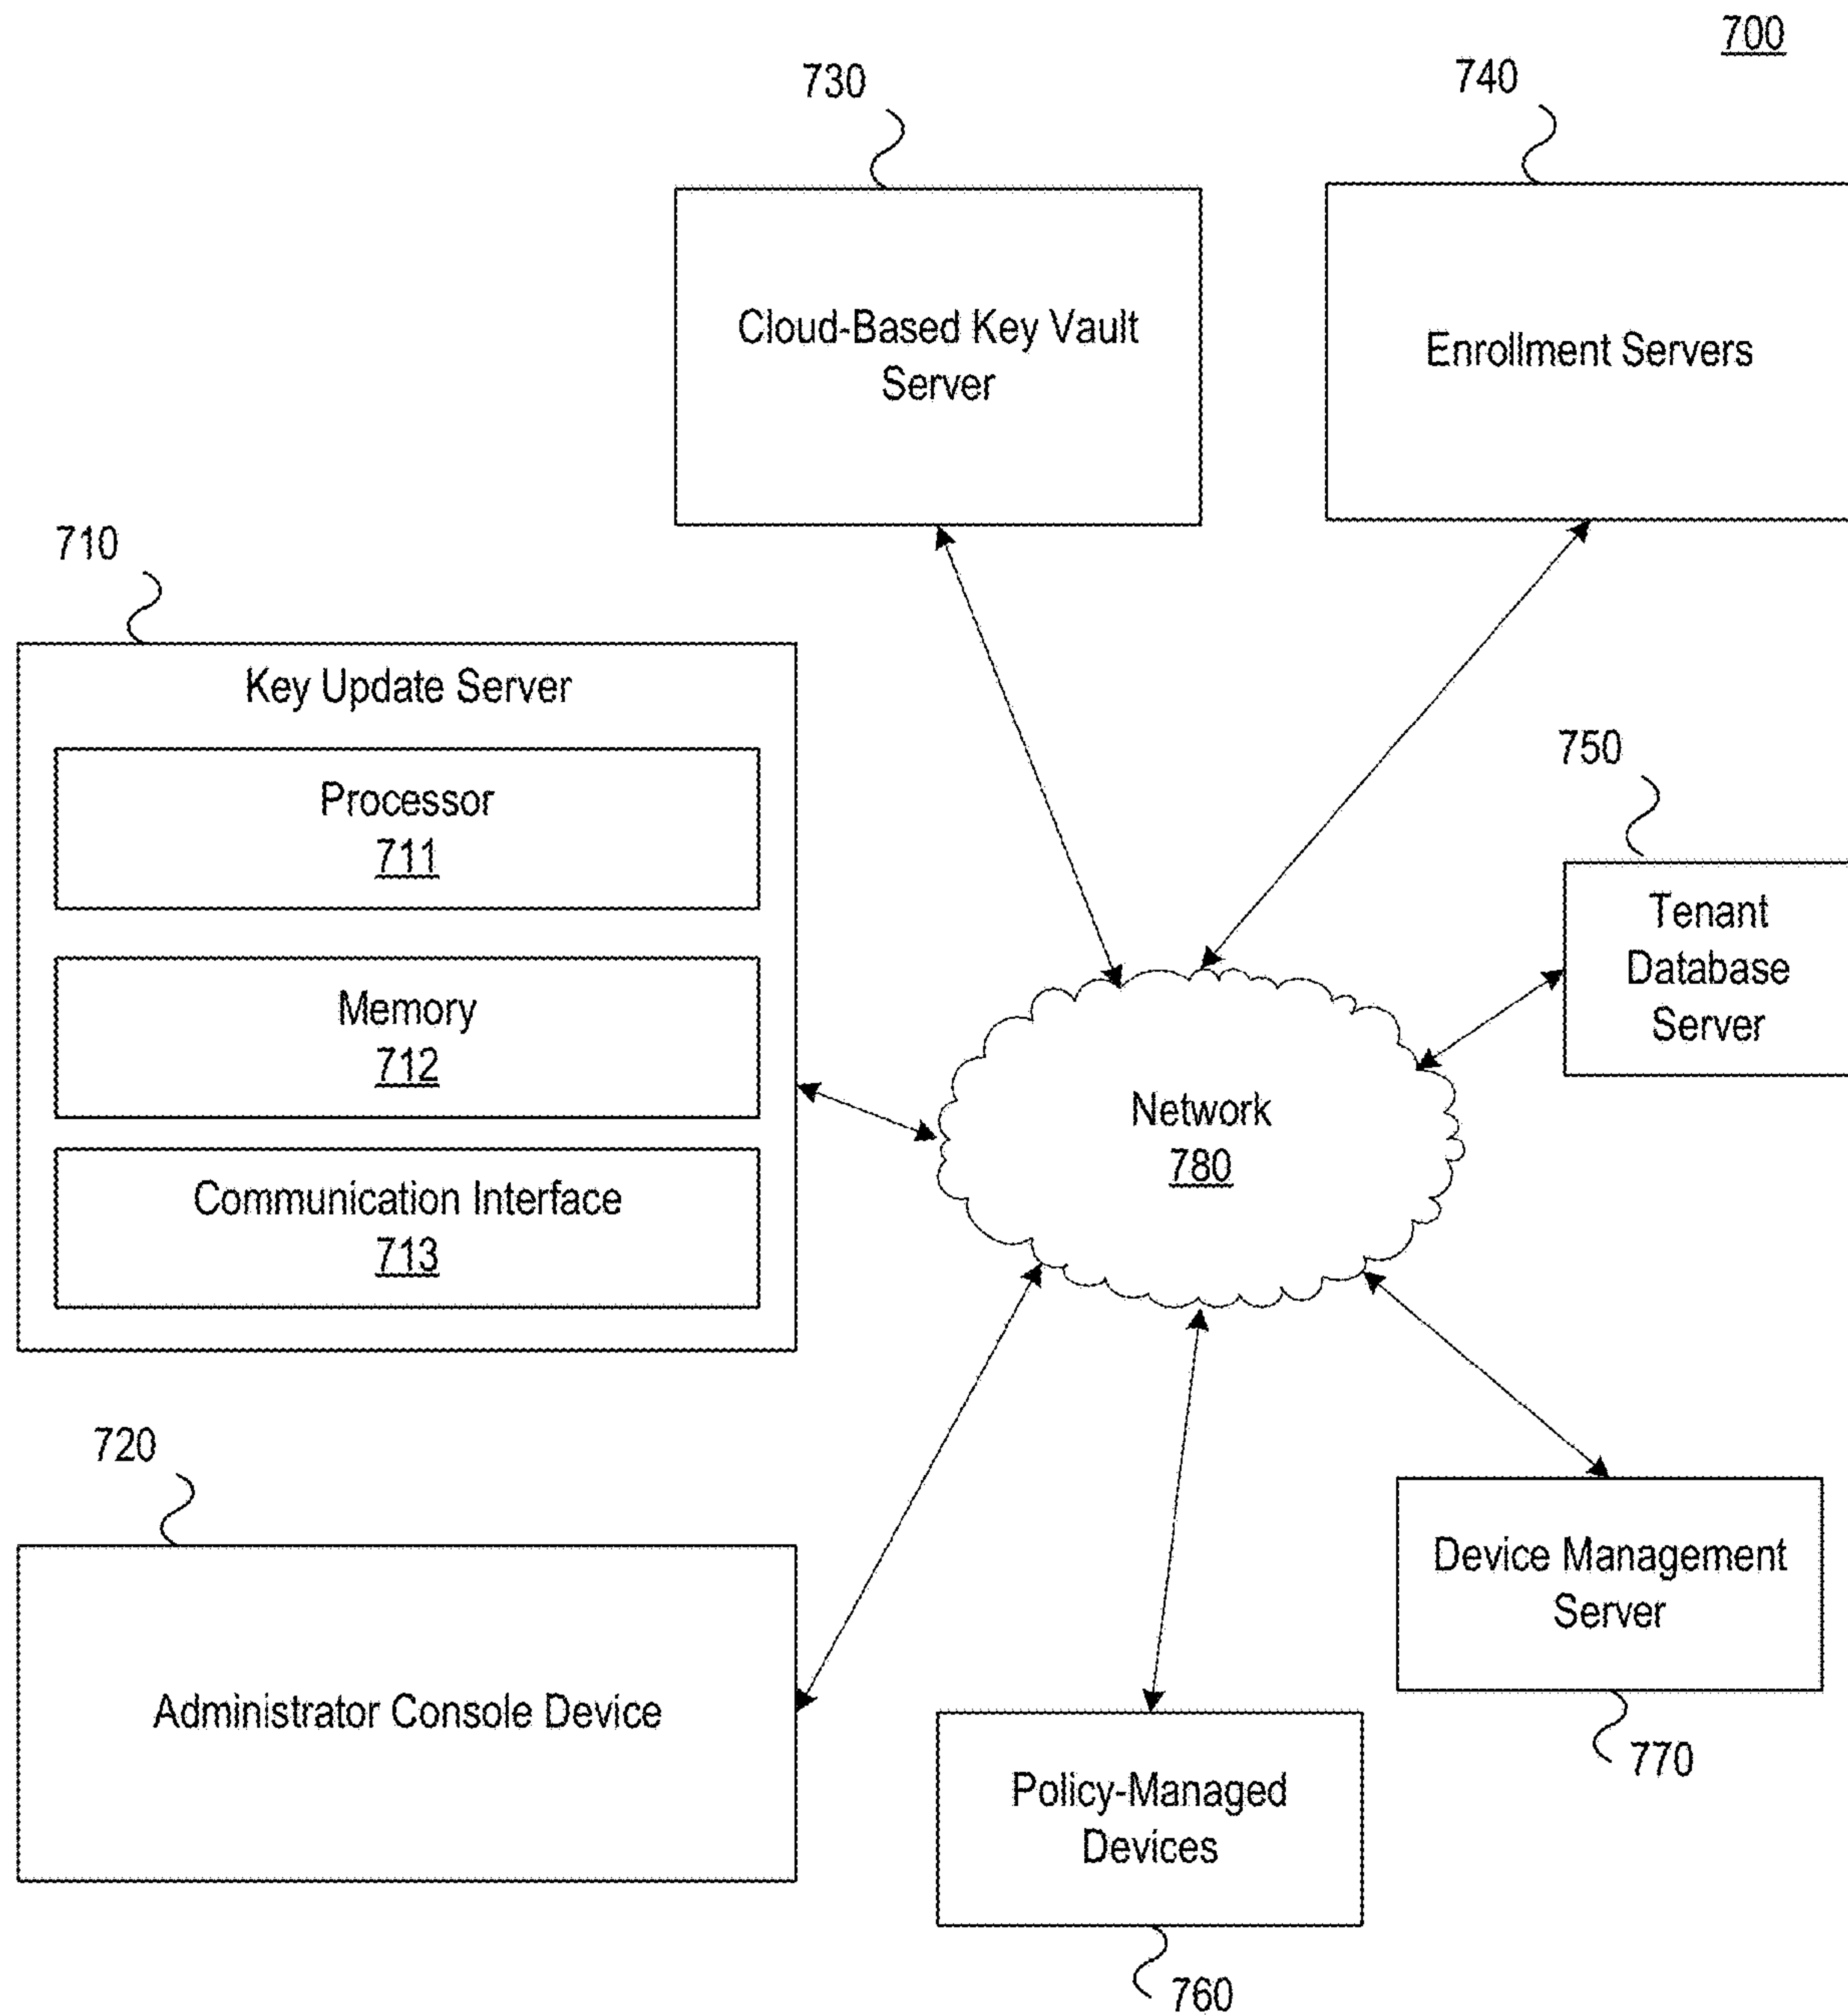 700
730
740
Cloud-Based Key Vault
Server
Enrollment Servers
710
Key Update Server
Processor
711
Memory
712
Communication Interface
713
750
Tenant
Database
Server
Network
780
720
Administrator Console Device
Device Management
Server
770
Policy-Managed
Devices
760